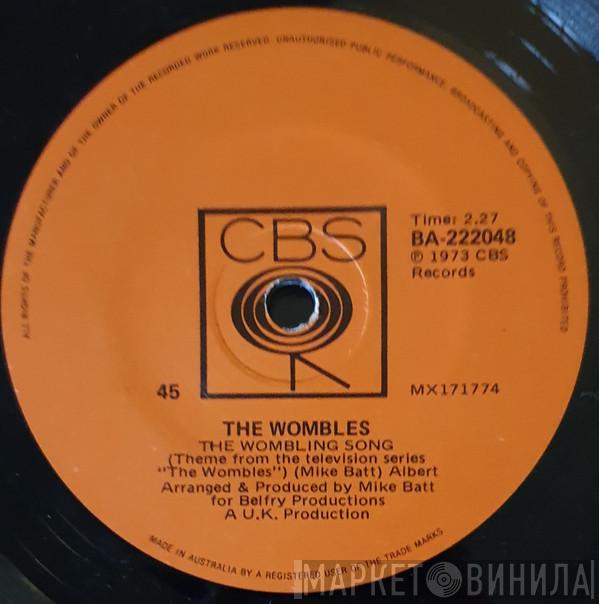 ALL RIGHTS OF THE MANUFACTURER AND OF THE OWNER OF THE RECORDED WORK RESERVED. UNAUTHORISED PUBLIC PERFORMANCE, BROADCASTING AND COPYING OF THIS RECORD PROHIBITED
CBS
Time: 2.27
BA-222048
℗ 1973 CBS
Records
45
MX171774
THE WOMBLES
THE WOMBLING SONG
(Theme from the television series
"The Wombles") (Mike Batt) Albert
Arranged & Produced by Mike Batt
for Belfry Productions
A U.K. Production
MADE IN AUSTRALIA BY A REGISTERED USER OF THE TRADE MARKS
МАРКЕТ ВИНИЛА